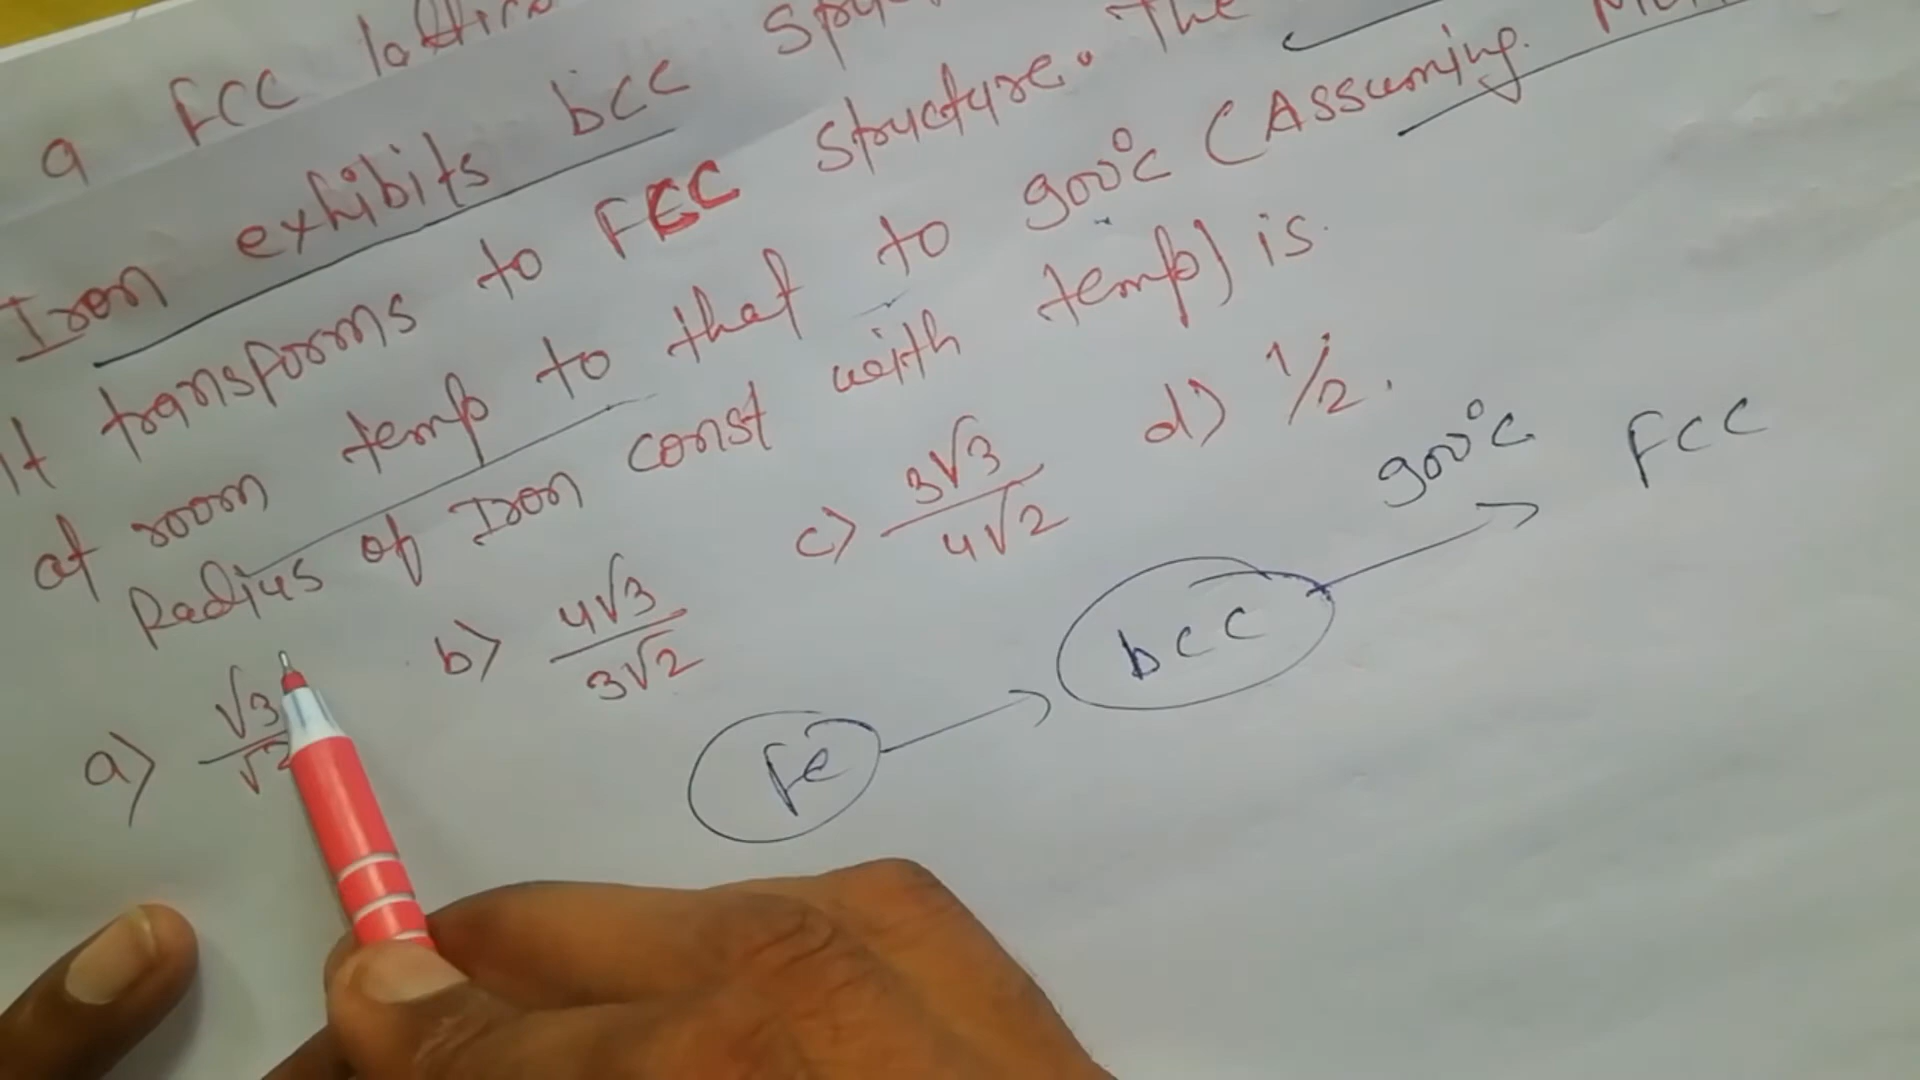 a FCC
Iron exhibits bcc
It transforms to FCC structure. The
at room temp to that to 900°C (Assuming
Radius of Iron const with temp) is.
a) √3/√2 b) 4√3/3√2 c) 3√3/4√2 d) 1/2.
Fe → bcc 900°C → FCC